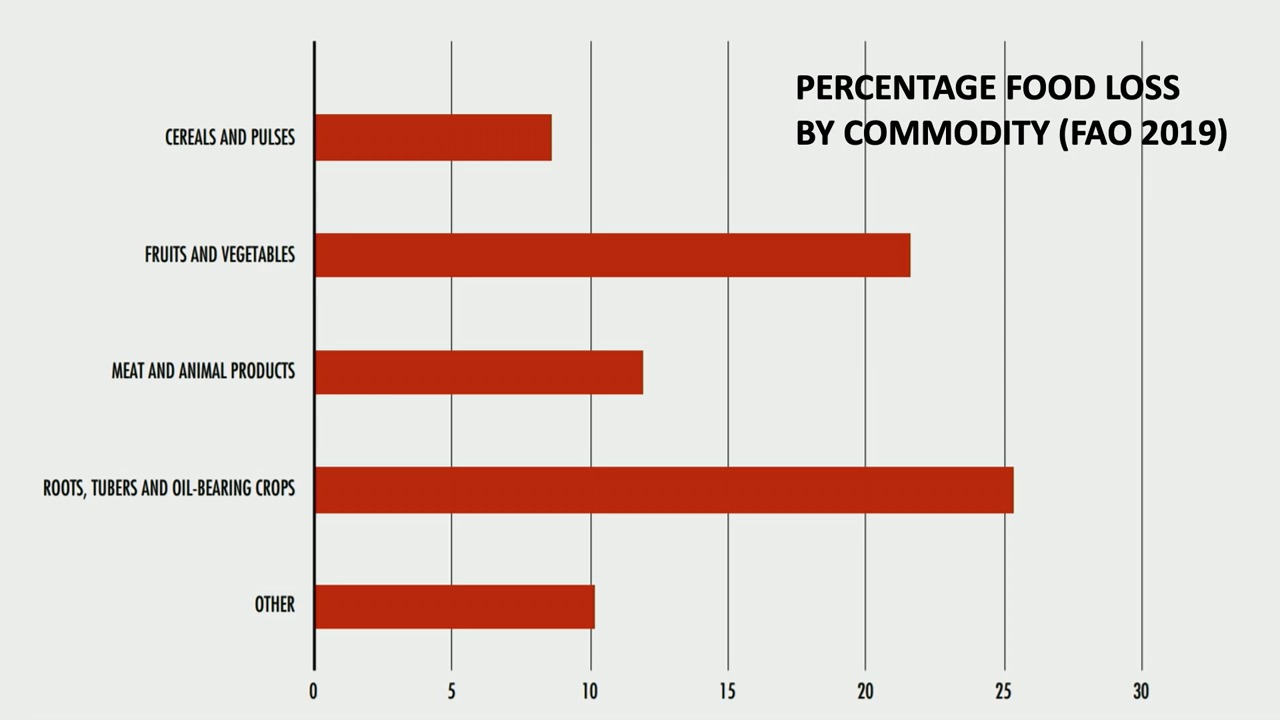 PERCENTAGE FOOD LOSS
BY COMMODITY (FAO 2019)
CEREALS AND PULSES
FRUITS AND VEGETABLES
MEAT AND ANIMAL PRODUCTS
ROOTS, TUBERS AND OIL-BEARING CROPS
OTHER
0 5 10 15 20 25 30